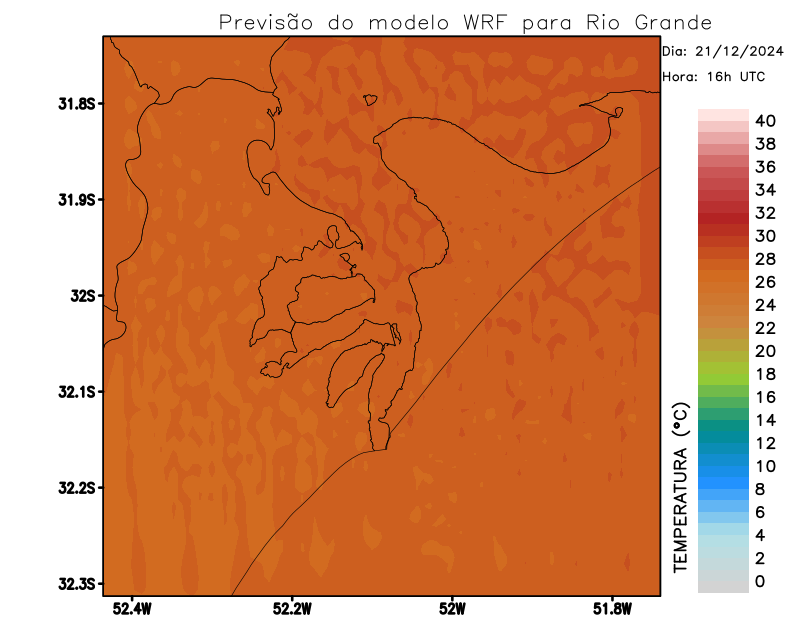 Previsão do modelo WRF para Rio Grande
Dia: 21/12/2024
Hora: 16h UTC
31.8S
31.9S
32S
32.1S
32.2S
32.3S
52.4W
52.2W
52W
51.8W
TEMPERATURA (°C)
40
38
36
34
32
30
28
26
24
22
20
18
16
14
12
10
8
6
4
2
0